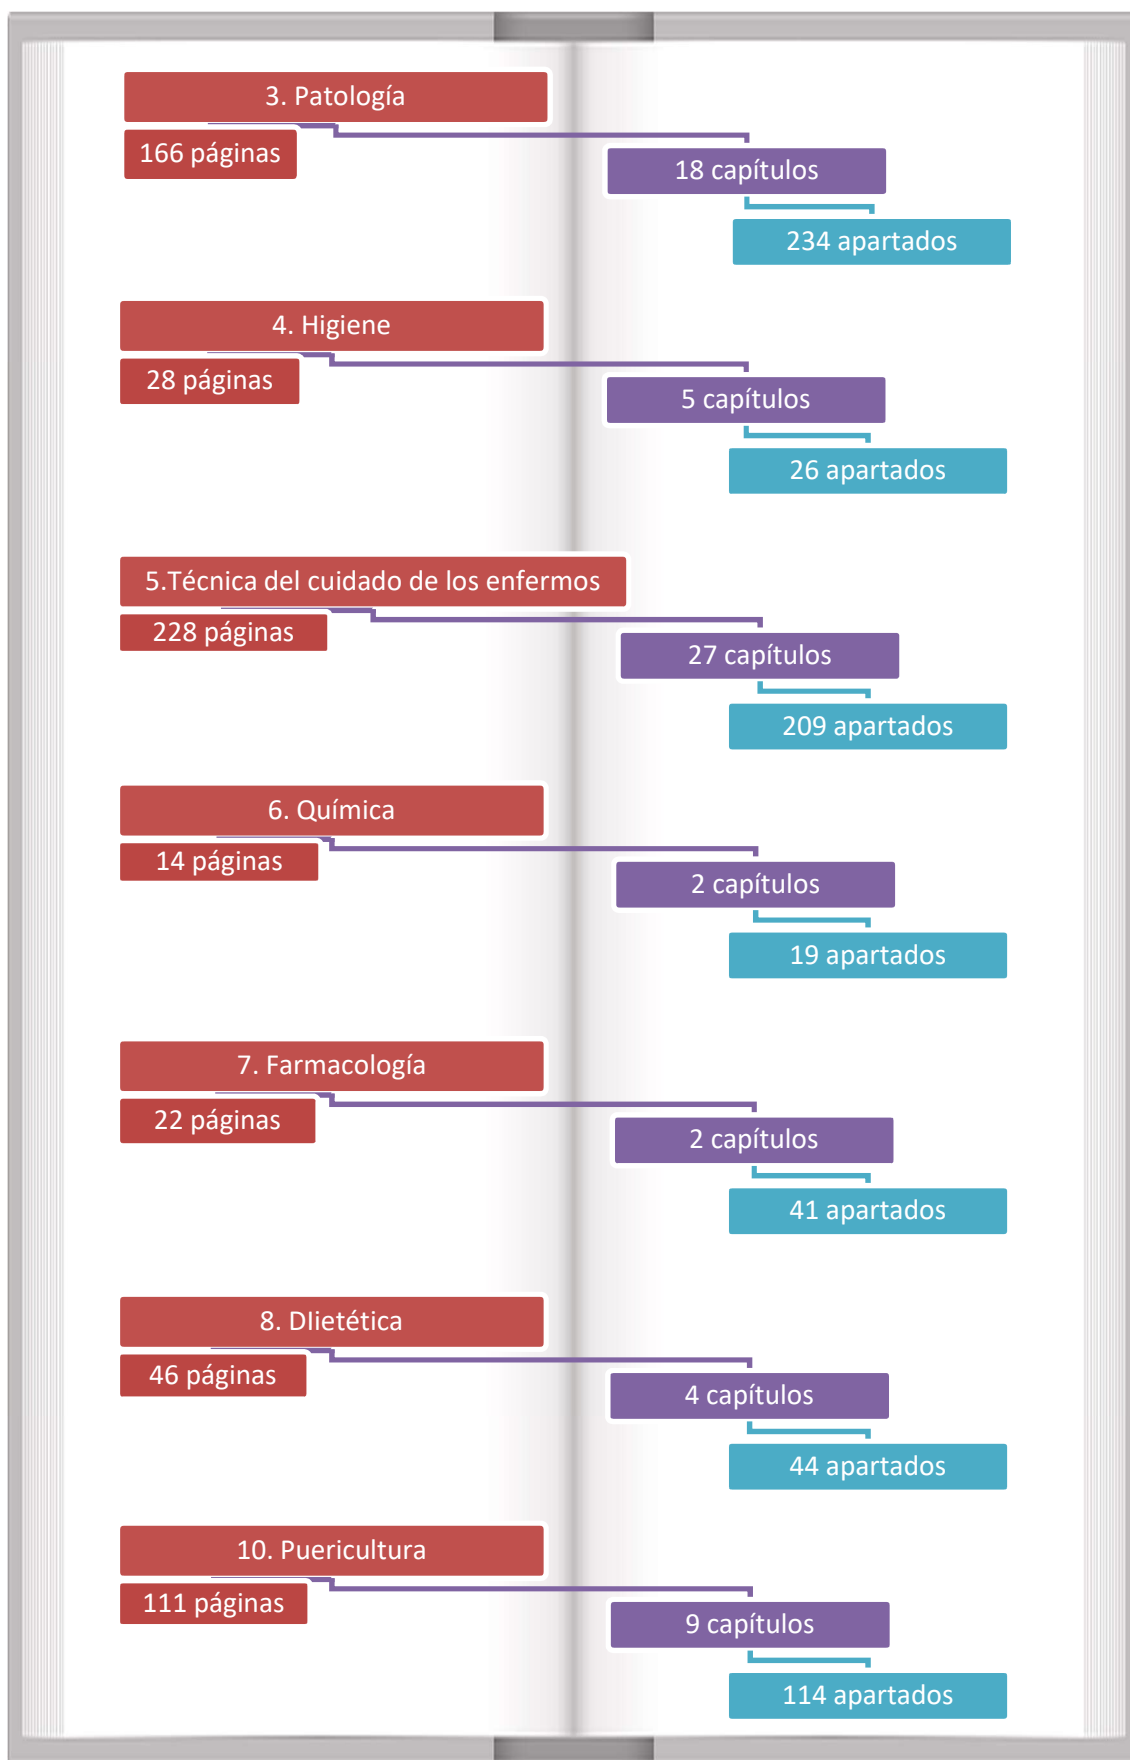 3. Patología
166 páginas
18 capítulos
234 apartados
4. Higiene
28 páginas
5 capítulos
26 apartados
5.Técnica del cuidado de los enfermos
228 páginas
27 capítulos
209 apartados
6. Química
14 páginas
2 capítulos
19 apartados
7. Farmacología
22 páginas
2 capítulos
41 apartados
8. DIietética
46 páginas
4 capítulos
44 apartados
10. Puericultura
111 páginas
9 capítulos
114 apartados